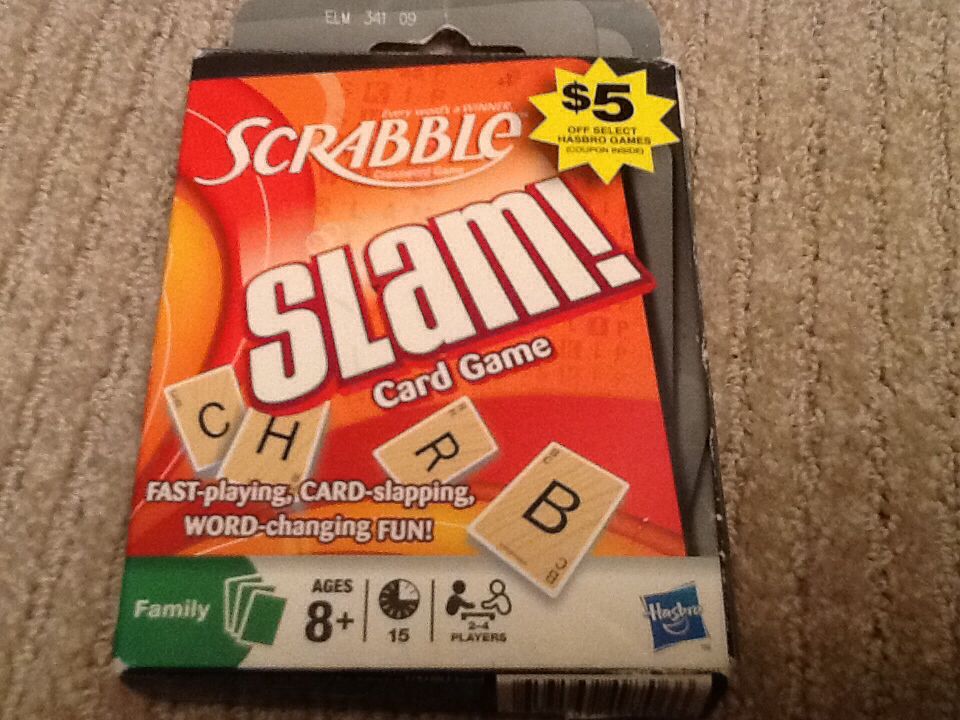 ELM 341 09
$5
OFF SELECT
HASBRO GAMES
(COUPON INSIDE)
Every word's a WINNER
SCRABBLE
SLam!
Card Game
C
H
R
B
FAST-playing, CARD-slapping,
WORD-changing FUN!
Family
AGES
8+
15
2-4
PLAYERS
Hasbro